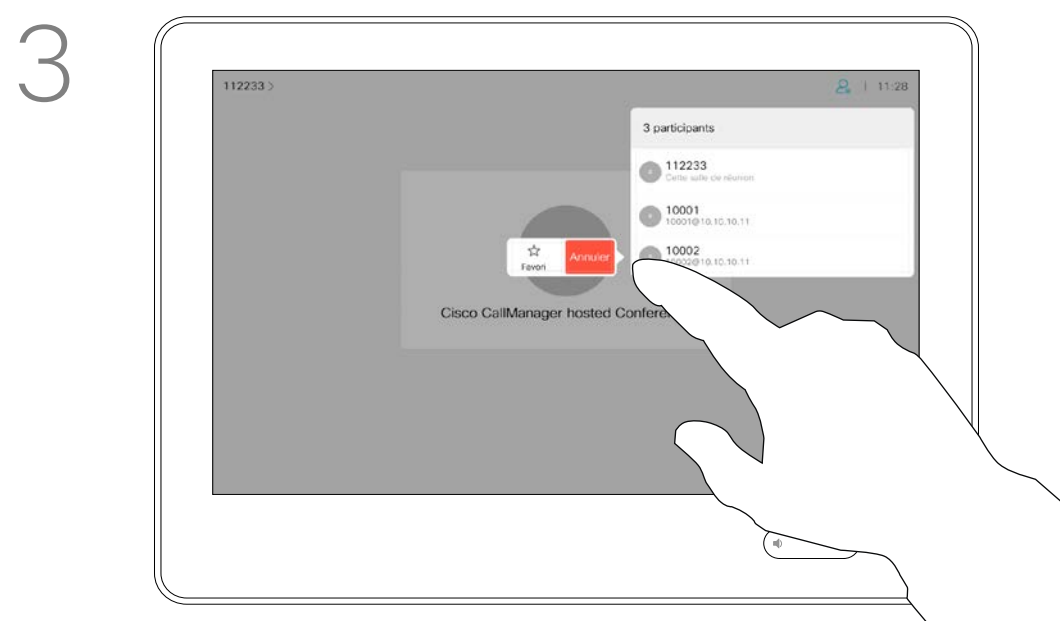 3
112233 >
11:28
3 participants
112233
Cette salle de réunion
10001
10001@10.10.10.11
10002
10002@10.10.10.11
Favori
Annuler
Cisco CallManager hosted